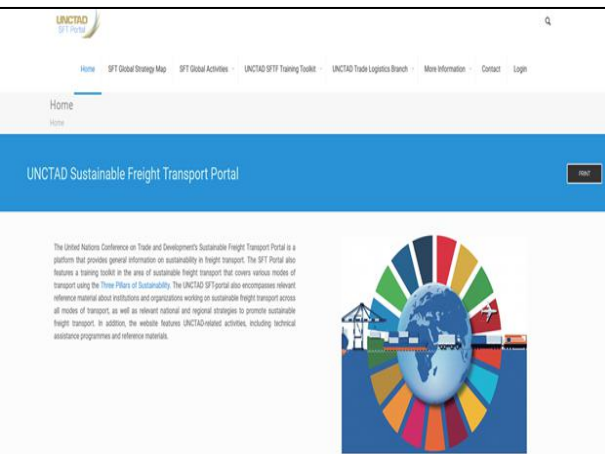 UNCTAD
SFT Portal
Home SFT Global Strategy Map SFT Global Activities UNCTAD SFTF Training Toolkit UNCTAD Trade Logistics Branch More Information Contact Login
Home
Home
UNCTAD Sustainable Freight Transport Portal
PRINT
The United Nations Conference on Trade and Development's Sustainable Freight Transport Portal is a
platform that provides general information on sustainability in freight transport. The SFT Portal also
features a training toolkit in the area of sustainable freight transport that covers various modes of
transport using the Three Pillars of Sustainability. The UNCTAD SFT-portal also encompasses relevant
reference material about institutions and organizations working on sustainable freight transport across
all modes of transport, as well as relevant national and regional strategies to promote sustainable
freight transport. In addition, the website features UNCTAD-related activities, including technical
assistance programmes and reference materials.